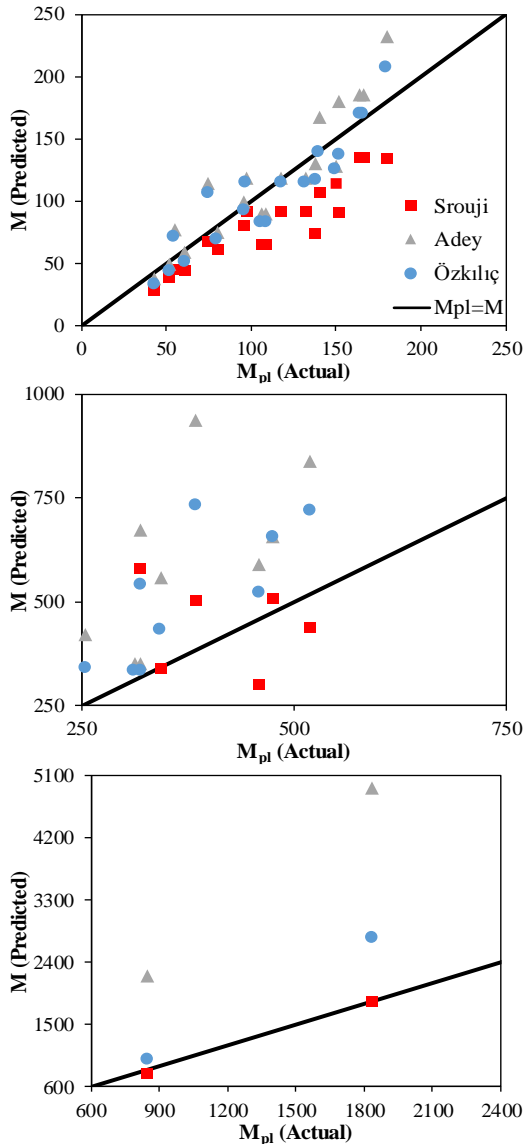 250
200
150
100
50
0
M (Predicted)
Srouji
Adey
Özkılıç
Mpl=M
0 50 100 150 200 250
Mpl (Actual)
1000
750
500
250
M (Predicted)
250 500 750
Mpl (Actual)
5100
4200
3300
2400
1500
600
M (Predicted)
600 900 1200 1500 1800 2100 2400
Mpl (Actual)